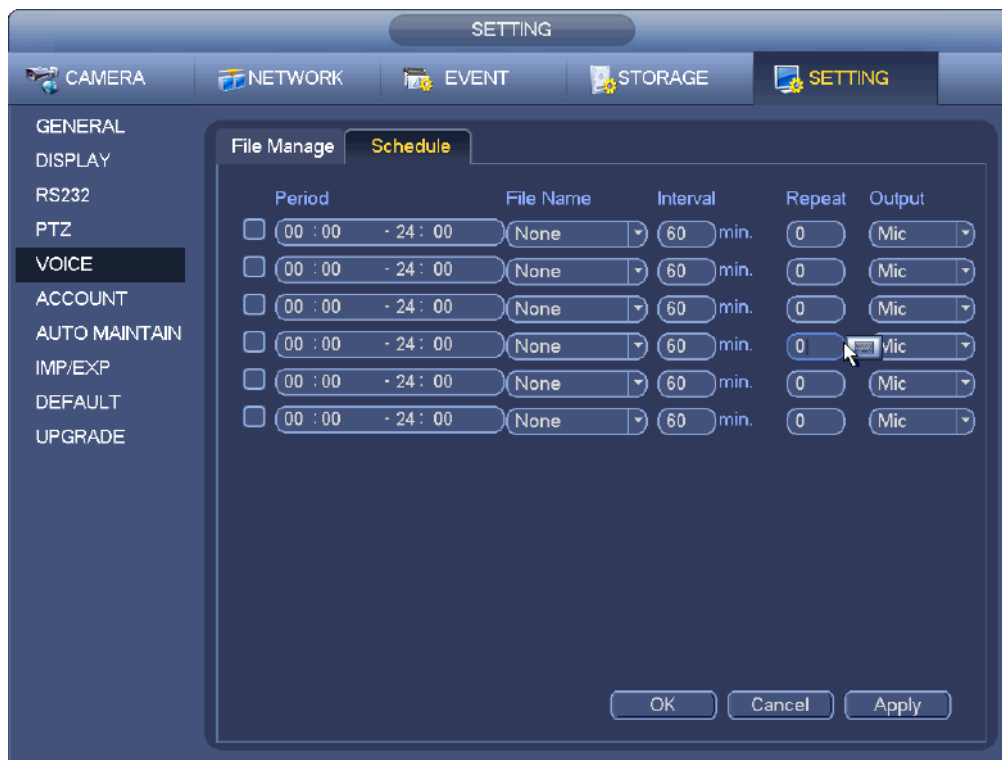 SETTING
CAMERA NETWORK EVENT STORAGE SETTING
GENERAL
DISPLAY
RS232
PTZ
VOICE
ACCOUNT
AUTO MAINTAIN
IMP/EXP
DEFAULT
UPGRADE
File Manage Schedule
Period File Name Interval Repeat Output
00 : 00 - 24 : 00 None 60 min. 0 Mic
00 : 00 - 24 : 00 None 60 min. 0 Mic
00 : 00 - 24 : 00 None 60 min. 0 Mic
00 : 00 - 24 : 00 None 60 min. 0 Mic
00 : 00 - 24 : 00 None 60 min. 0 Mic
00 : 00 - 24 : 00 None 60 min. 0 Mic
OK Cancel Apply